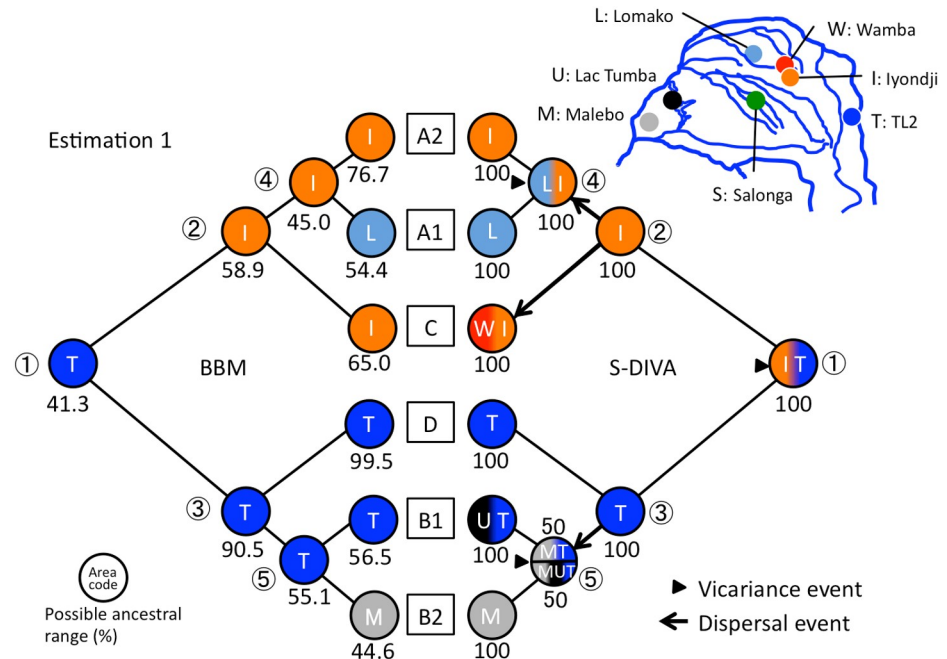 L: Lomako
W: Wamba
U: Lac Tumba
I: Iyondji
M: Malebo
T: TL2
S: Salonga
Estimation 1
I
76.7
A2
I
100
④
I
45.0
L I
100
④
②
I
58.9
L
54.4
A1
L
100
I
100
②
I
65.0
C
W I
100
①
T
41.3
BBM
S-DIVA
I T
100
①
T
99.5
D
T
100
③
T
90.5
T
56.5
B1
U T
100
T
100
③
⑤
T
55.1
50
MT
MUT
50
⑤
M
44.6
B2
M
100
Area
code
Possible ancestral
range (%)
Vicariance event
Dispersal event